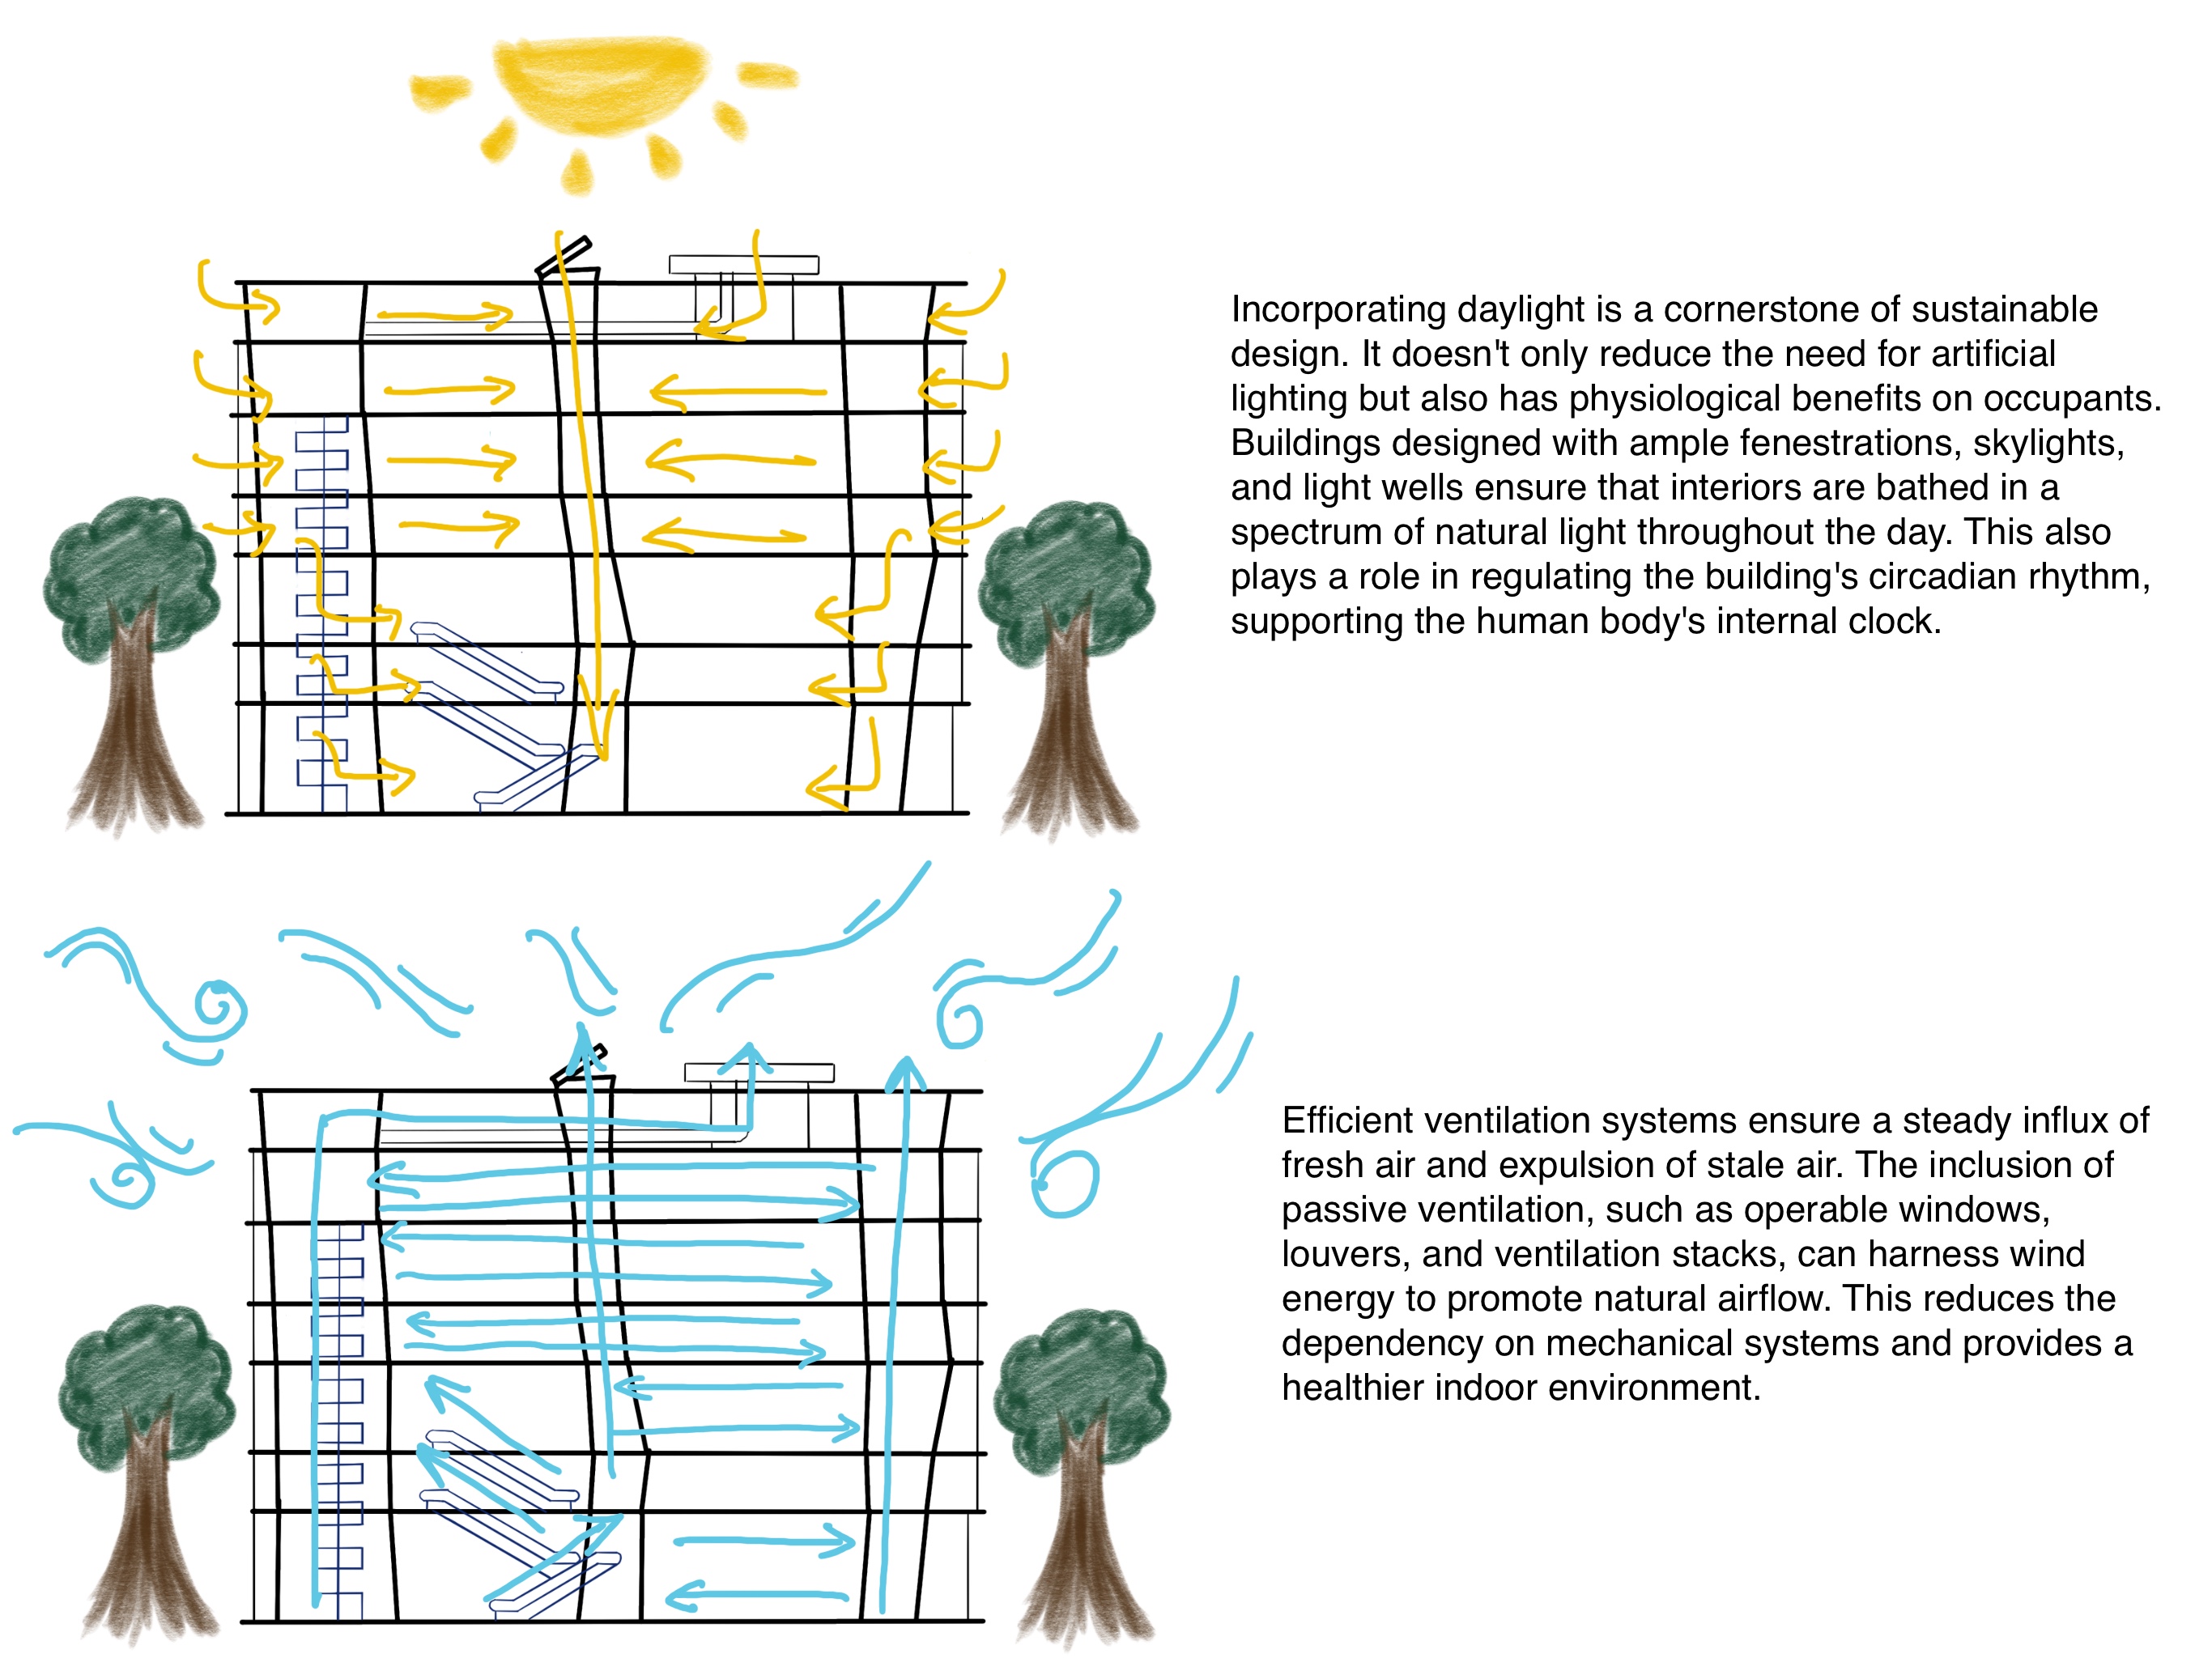 Incorporating daylight is a cornerstone of sustainable
design. It doesn't only reduce the need for artificial
lighting but also has physiological benefits on occupants.
Buildings designed with ample fenestrations, skylights,
and light wells ensure that interiors are bathed in a
spectrum of natural light throughout the day. This also
plays a role in regulating the building's circadian rhythm,
supporting the human body's internal clock.
Efficient ventilation systems ensure a steady influx of
fresh air and expulsion of stale air. The inclusion of
passive ventilation, such as operable windows,
louvers, and ventilation stacks, can harness wind
energy to promote natural airflow. This reduces the
dependency on mechanical systems and provides a
healthier indoor environment.